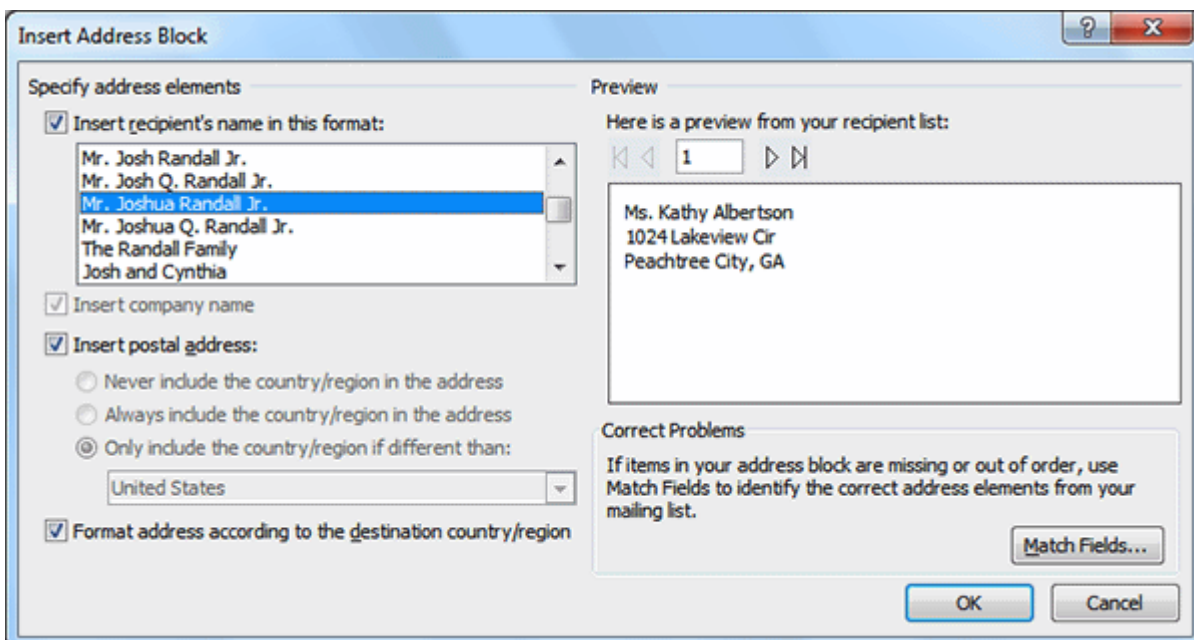 Insert Address Block
Specify address elements
Insert recipient's name in this format:
Mr. Josh Randall Jr.
Mr. Josh Q. Randall Jr.
Mr. Joshua Randall Jr.
Mr. Joshua Q. Randall Jr.
The Randall Family
Josh and Cynthia
Insert company name
Insert postal address:
Never include the country/region in the address
Always include the country/region in the address
Only include the country/region if different than:
United States
Format address according to the destination country/region
Preview
Here is a preview from your recipient list:
1
Ms. Kathy Albertson
1024 Lakeview Cir
Peachtree City, GA
Correct Problems
If items in your address block are missing or out of order, use
Match Fields to identify the correct address elements from your
mailing list.
Match Fields...
OK
Cancel